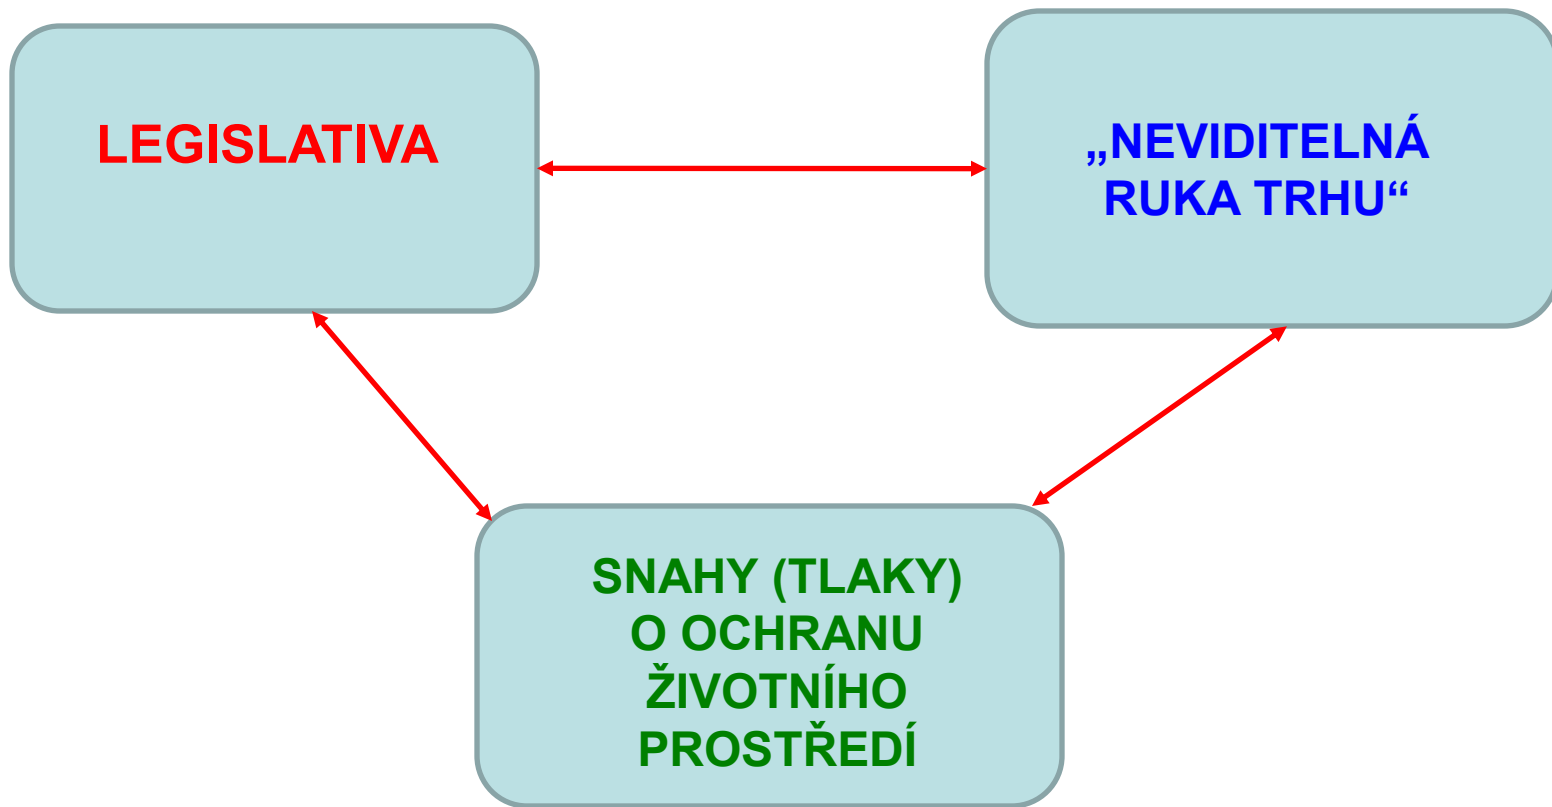 LEGISLATIVA
„NEVIDITELNÁ
RUKA TRHU“
SNAHY (TLAKY)
O OCHRANU
ŽIVOTNÍHO
PROSTŘEDÍ